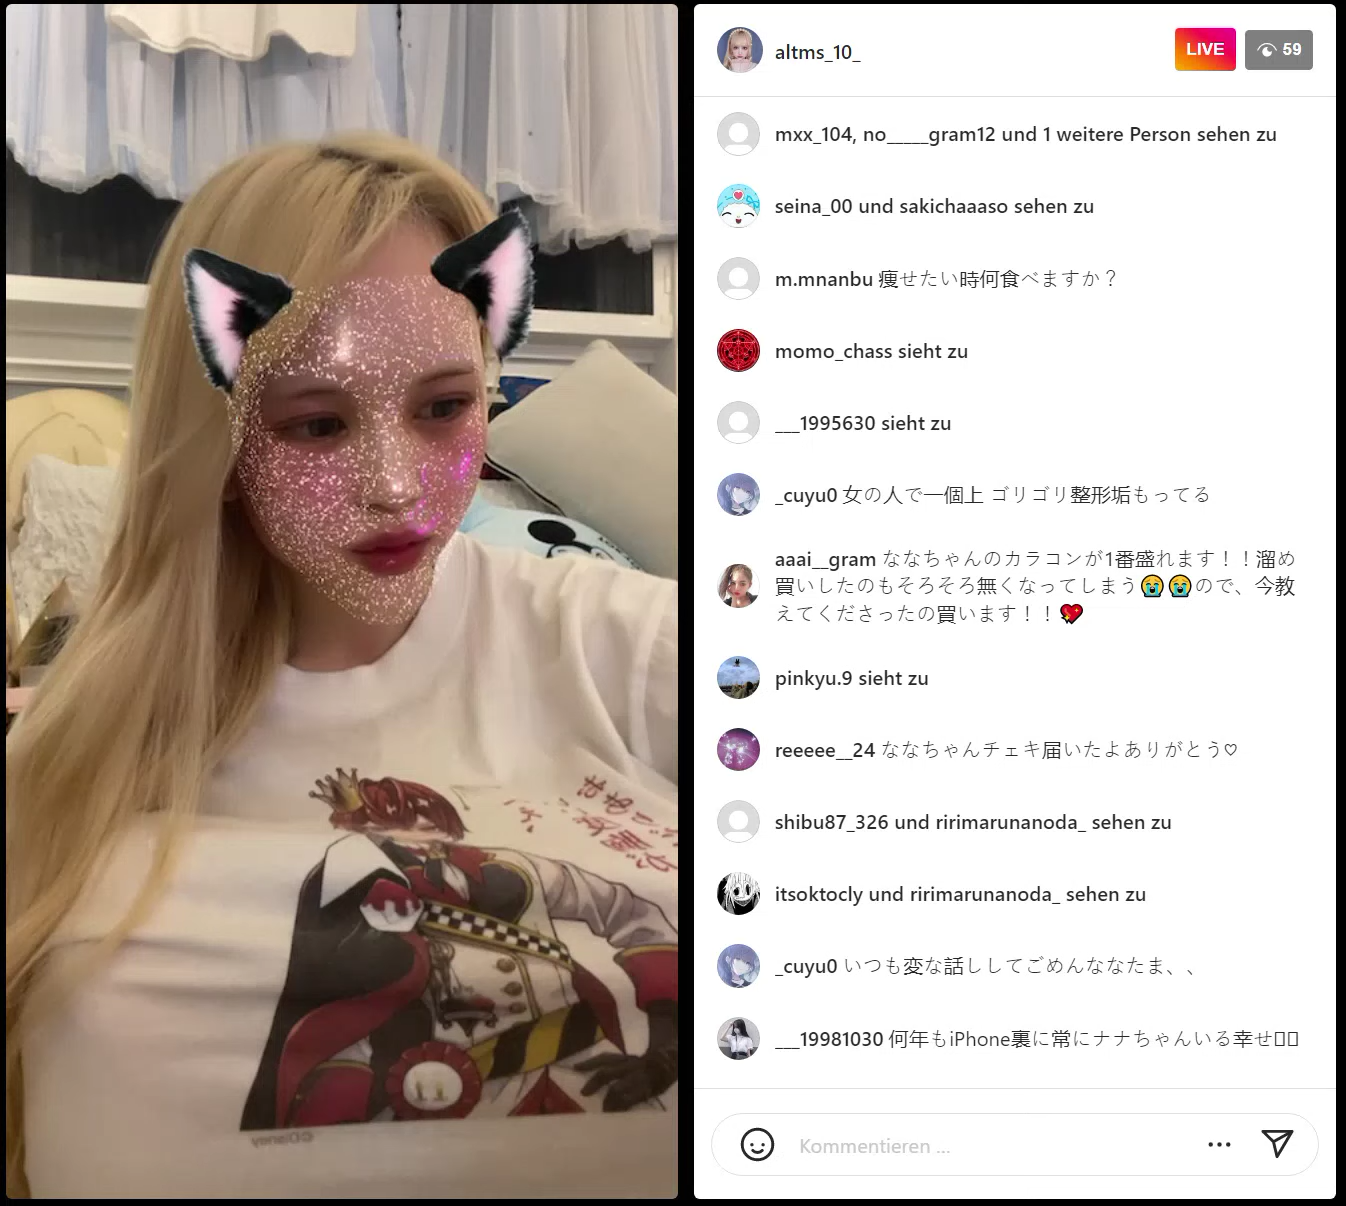 altms_10_
LIVE
59
mxx_104, no_____gram12 und 1 weitere Person sehen zu
seina_00 und sakichaaaso sehen zu
m.mnanbu 痩せたい時何食べますか？
momo_chass sieht zu
___1995630 sieht zu
_cuyu0 女の人で一個上 ゴリゴリ整形垢もってる
aaai__gram ななちゃんのカラコンが1番盛れます！！溜め
買いしたのもそろそろ無くなってしまう😭😭ので、今教
えてくださったの買います！！💖
pinkyu.9 sieht zu
reeeee__24 ななちゃんチェキ届いたよありがとう♡
shibu87_326 und ririmarunanoda_ sehen zu
itsoktocly und ririmarunanoda_ sehen zu
_cuyu0 いつも変な話ししてごめんななたま、、
___19981030 何年もiPhone裏に常にナナちゃんいる幸せ
Kommentieren ...
©Disney